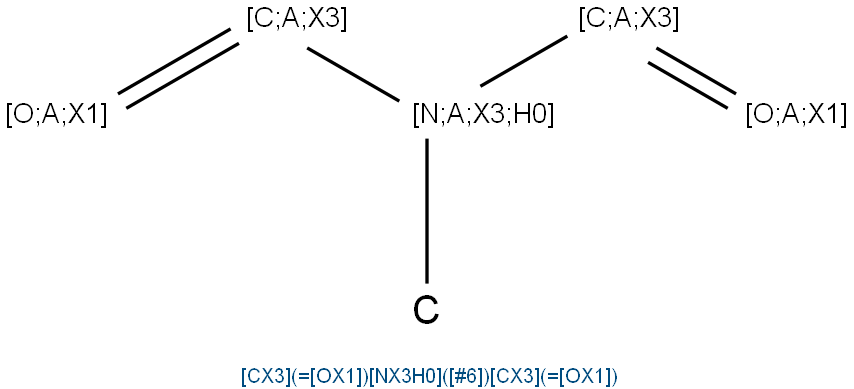 [C;A;X3] [C;A;X3]
[O;A;X1] [N;A;X3;H0] [O;A;X1]
C
[CX3](=[OX1])[NX3H0]([#6])[CX3](=[OX1])